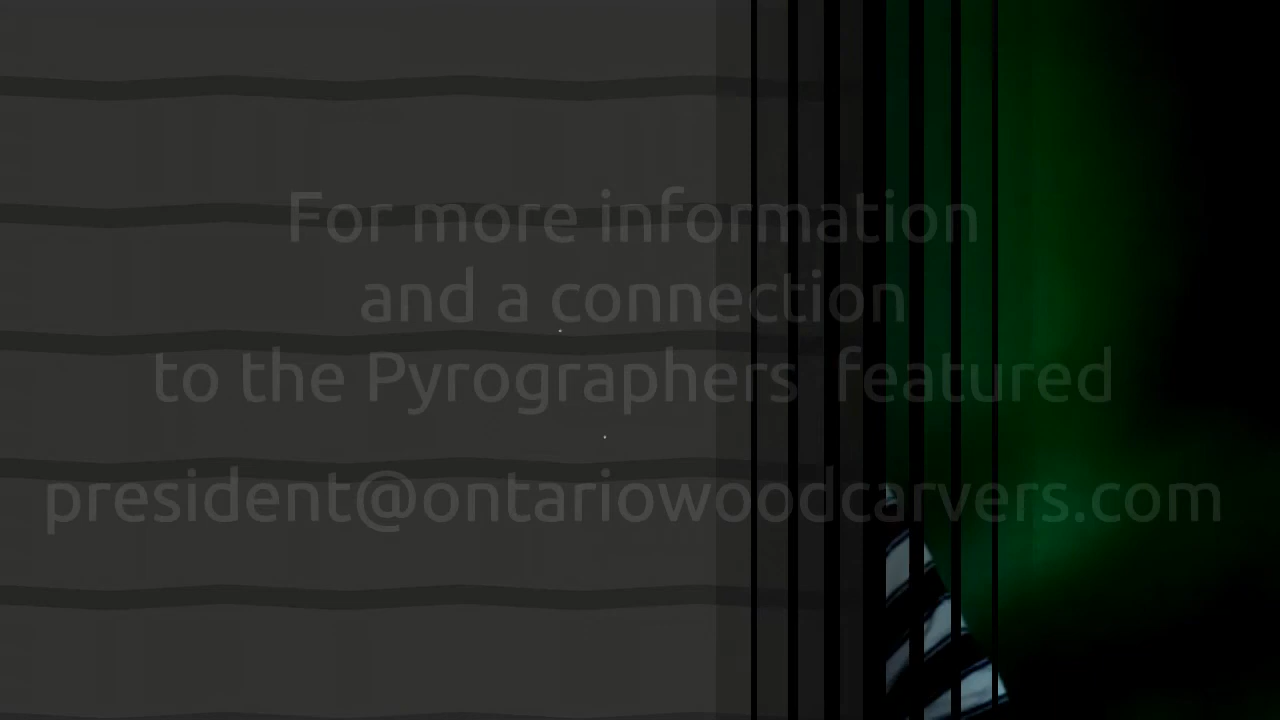 For more information
and a connection
to the Pyrographers featured
president@ontariowoodcarvers.com